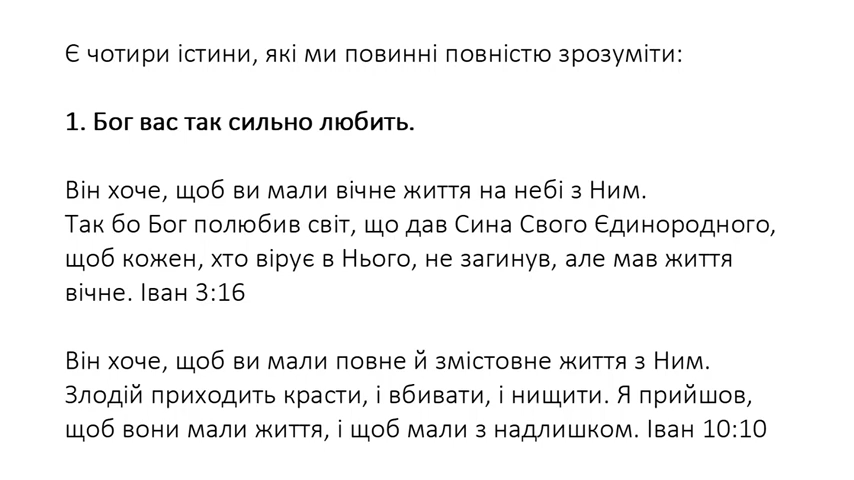 Є чотири істини, які ми повинні повністю зрозуміти:
1. Бог вас так сильно любить.
Він хоче, щоб ви мали вічне життя на небі з Ним.
Так бо Бог полюбив світ, що дав Сина Свого Єдинородного,
щоб кожен, хто вірує в Нього, не загинув, але мав життя
вічне. Іван 3:16
Він хоче, щоб ви мали повне й змістовне життя з Ним.
Злодій приходить красти, і вбивати, і нищити. Я прийшов,
щоб вони мали життя, і щоб мали з надлишком. Іван 10:10